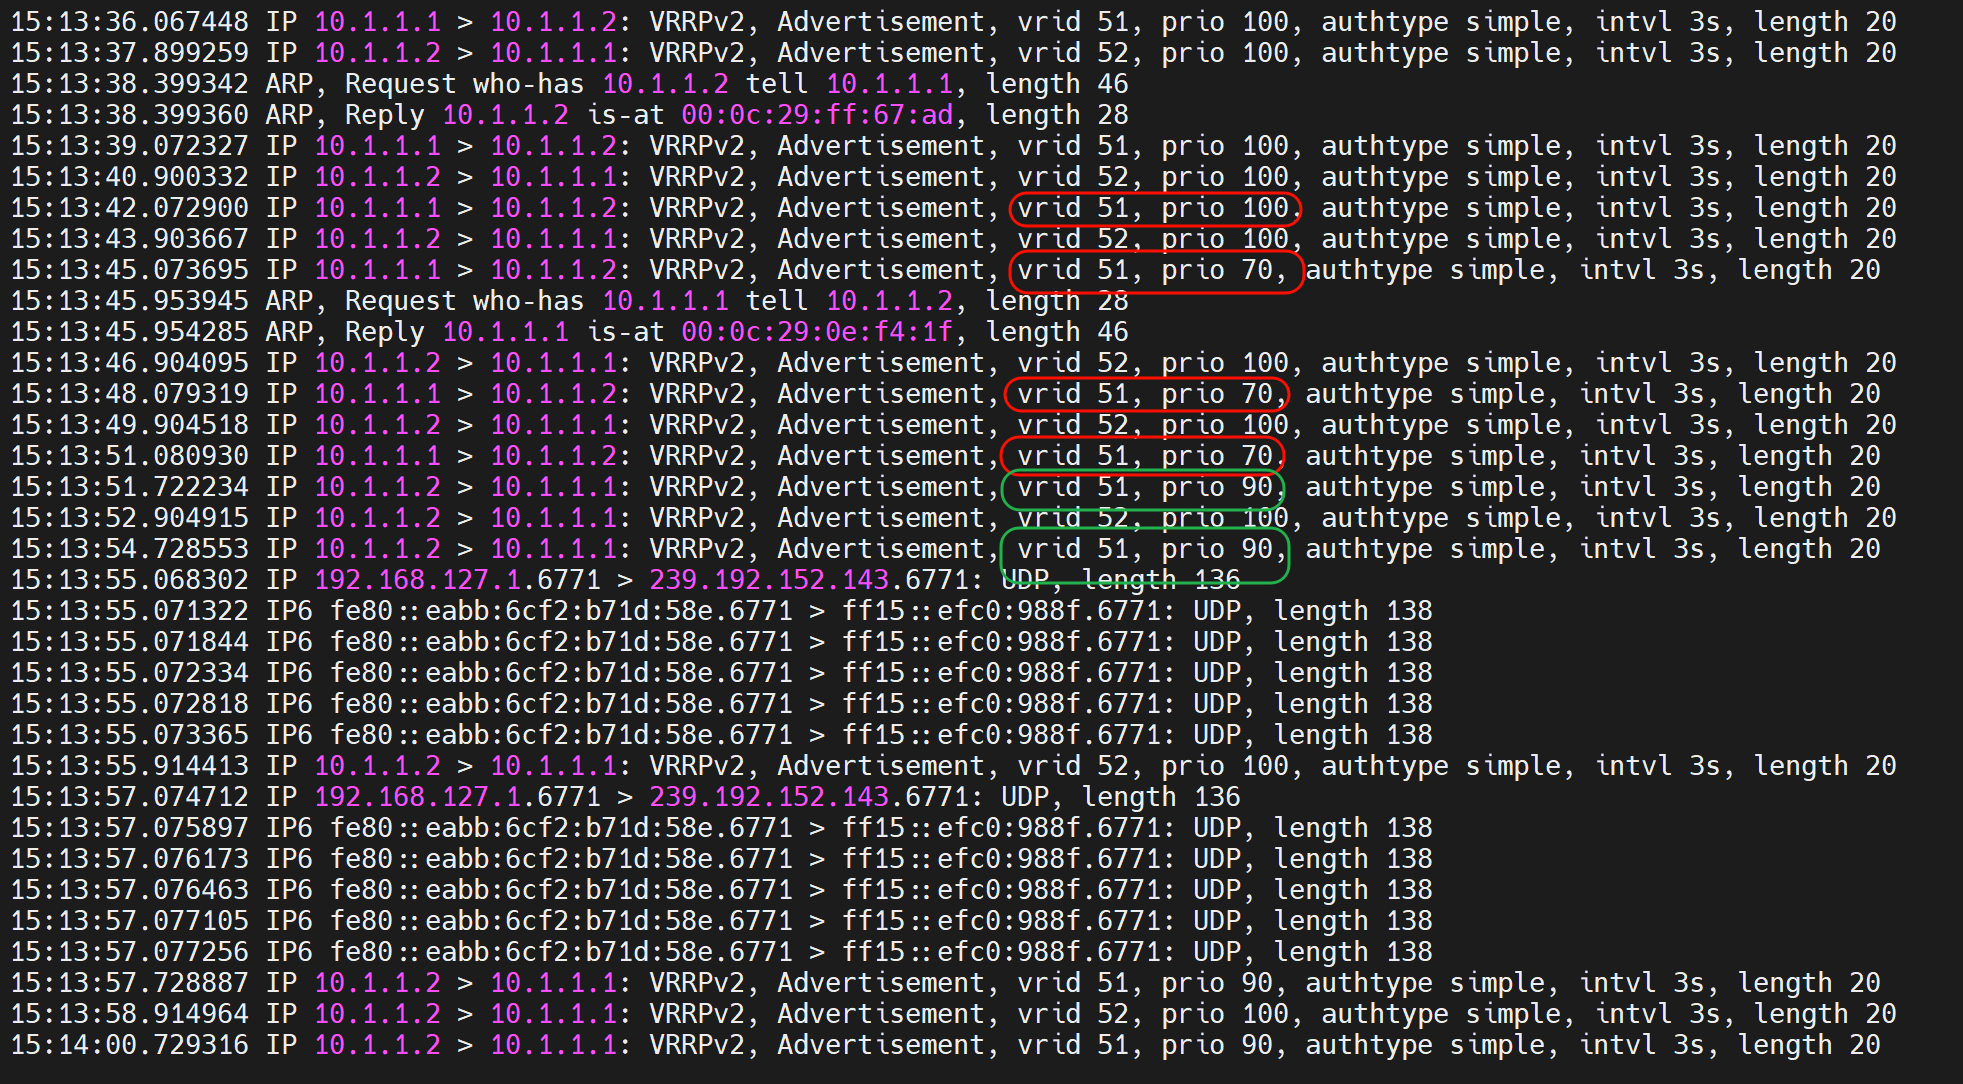 15:13:36.067448 IP 10.1.1.1 > 10.1.1.2: VRRPv2, Advertisement, vrid 51, prio 100, authtype simple, intvl 3s, length 20
15:13:37.899259 IP 10.1.1.2 > 10.1.1.1: VRRPv2, Advertisement, vrid 52, prio 100, authtype simple, intvl 3s, length 20
15:13:38.399342 ARP, Request who-has 10.1.1.2 tell 10.1.1.1, length 46
15:13:38.399360 ARP, Reply 10.1.1.2 is-at 00:0c:29:ff:67:ad, length 28
15:13:39.072327 IP 10.1.1.1 > 10.1.1.2: VRRPv2, Advertisement, vrid 51, prio 100, authtype simple, intvl 3s, length 20
15:13:40.900332 IP 10.1.1.2 > 10.1.1.1: VRRPv2, Advertisement, vrid 52, prio 100, authtype simple, intvl 3s, length 20
15:13:42.072900 IP 10.1.1.1 > 10.1.1.2: VRRPv2, Advertisement, vrid 51, prio 100, authtype simple, intvl 3s, length 20
15:13:43.903667 IP 10.1.1.2 > 10.1.1.1: VRRPv2, Advertisement, vrid 52, prio 100, authtype simple, intvl 3s, length 20
15:13:45.073695 IP 10.1.1.1 > 10.1.1.2: VRRPv2, Advertisement, vrid 51, prio 70, authtype simple, intvl 3s, length 20
15:13:45.953945 ARP, Request who-has 10.1.1.1 tell 10.1.1.2, length 28
15:13:45.954285 ARP, Reply 10.1.1.1 is-at 00:0c:29:0e:f4:1f, length 46
15:13:46.904095 IP 10.1.1.2 > 10.1.1.1: VRRPv2, Advertisement, vrid 52, prio 100, authtype simple, intvl 3s, length 20
15:13:48.079319 IP 10.1.1.1 > 10.1.1.2: VRRPv2, Advertisement, vrid 51, prio 70, authtype simple, intvl 3s, length 20
15:13:49.904518 IP 10.1.1.2 > 10.1.1.1: VRRPv2, Advertisement, vrid 52, prio 100, authtype simple, intvl 3s, length 20
15:13:51.080930 IP 10.1.1.1 > 10.1.1.2: VRRPv2, Advertisement, vrid 51, prio 70, authtype simple, intvl 3s, length 20
15:13:51.722234 IP 10.1.1.2 > 10.1.1.1: VRRPv2, Advertisement, vrid 51, prio 90, authtype simple, intvl 3s, length 20
15:13:52.904915 IP 10.1.1.2 > 10.1.1.1: VRRPv2, Advertisement, vrid 52, prio 100, authtype simple, intvl 3s, length 20
15:13:54.728553 IP 10.1.1.2 > 10.1.1.1: VRRPv2, Advertisement, vrid 51, prio 90, authtype simple, intvl 3s, length 20
15:13:55.068302 IP 192.168.127.1.6771 > 239.192.152.143.6771: UDP, length 136
15:13:55.071322 IP6 fe80::eabb:6cf2:b71d:58e.6771 > ff15::efc0:988f.6771: UDP, length 138
15:13:55.071844 IP6 fe80::eabb:6cf2:b71d:58e.6771 > ff15::efc0:988f.6771: UDP, length 138
15:13:55.072334 IP6 fe80::eabb:6cf2:b71d:58e.6771 > ff15::efc0:988f.6771: UDP, length 138
15:13:55.072818 IP6 fe80::eabb:6cf2:b71d:58e.6771 > ff15::efc0:988f.6771: UDP, length 138
15:13:55.073365 IP6 fe80::eabb:6cf2:b71d:58e.6771 > ff15::efc0:988f.6771: UDP, length 138
15:13:55.914413 IP 10.1.1.2 > 10.1.1.1: VRRPv2, Advertisement, vrid 52, prio 100, authtype simple, intvl 3s, length 20
15:13:57.074712 IP 192.168.127.1.6771 > 239.192.152.143.6771: UDP, length 136
15:13:57.075897 IP6 fe80::eabb:6cf2:b71d:58e.6771 > ff15::efc0:988f.6771: UDP, length 138
15:13:57.076173 IP6 fe80::eabb:6cf2:b71d:58e.6771 > ff15::efc0:988f.6771: UDP, length 138
15:13:57.076463 IP6 fe80::eabb:6cf2:b71d:58e.6771 > ff15::efc0:988f.6771: UDP, length 138
15:13:57.077105 IP6 fe80::eabb:6cf2:b71d:58e.6771 > ff15::efc0:988f.6771: UDP, length 138
15:13:57.077256 IP6 fe80::eabb:6cf2:b71d:58e.6771 > ff15::efc0:988f.6771: UDP, length 138
15:13:57.728887 IP 10.1.1.2 > 10.1.1.1: VRRPv2, Advertisement, vrid 51, prio 90, authtype simple, intvl 3s, length 20
15:13:58.914964 IP 10.1.1.2 > 10.1.1.1: VRRPv2, Advertisement, vrid 52, prio 100, authtype simple, intvl 3s, length 20
15:14:00.729316 IP 10.1.1.2 > 10.1.1.1: VRRPv2, Advertisement, vrid 51, prio 90, authtype simple, intvl 3s, length 20